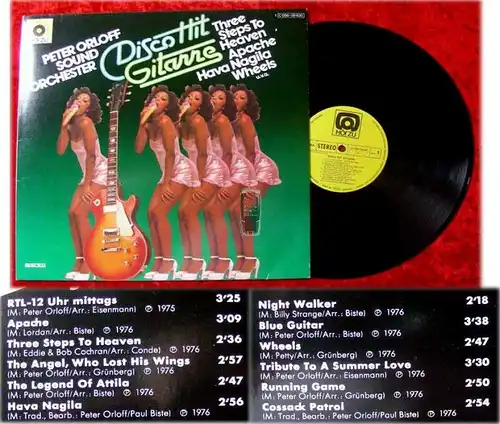 HÖR ZU
PETER ORLOFF
SOUND
ORCHESTER
Disco Hit
Gitarre
Three
Steps To
Heaven
Apache
Hava Nagila
Wheels
u.v.a.
HÖR ZU
STEREO
RTL-12 Uhr mittags 3'25
(M: Peter Orloff/Arr.: Eisenmann) ℗ 1976
Apache 3'09
(M: Lordan/Arr.: Biste) ℗ 1976
Three Steps To Heaven 2'36
(M: Eddie & Bob Cochran/Arr.: Conde) ℗ 1976
The Angel, Who Lost His Wings 2'57
(M: Peter Orloff/Arr.: Grünberg) ℗ 1976
The Legend Of Attila 2'47
(M: Peter Orloff/Arr.: Biste) ℗ 1976
Hava Nagila 2'56
(M: Trad., Bearb.: Peter Orloff/Paul Biste) ℗ 1976
Night Walker 2'18
(M: Billy Strange/Arr.: Biste) ℗ 1976
Blue Guitar 3'38
(M: Peter Orloff/Arr.: Biste) ℗ 1976
Wheels 2'47
(M: Petty/Arr.: Grünberg) ℗ 1976
Tribute To A Summer Love 3'30
(M: Peter Orloff/Arr.: Eisenmann) ℗ 1976
Running Game 2'50
(M: Peter Orloff/Arr.: Grünberg) ℗ 1976
Cossack Patrol 2'54
(M: Trad., Bearb.: Peter Orloff/Paul Biste) ℗ 1976